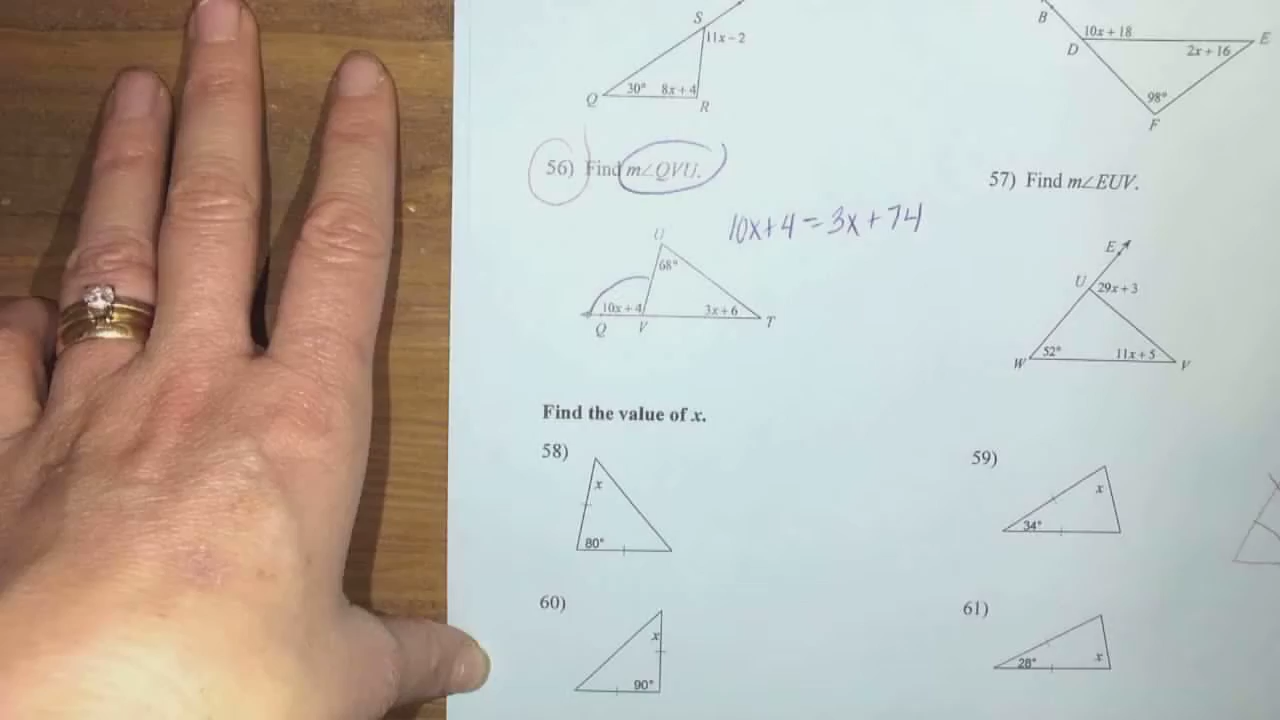 S
11x − 2
Q
30°
8x + 4
R
B
10x + 18
D
2x + 16
E
98°
F
56) Find m∠QVU.
10x + 4 = 3x + 74
U
68°
10x + 4
3x + 6
Q
V
T
57) Find m∠EUV.
E
U
29x + 3
W
52°
11x + 5
V
Find the value of x.
58)
x
80°
59)
x
34°
60)
x
90°
61)
28°
x